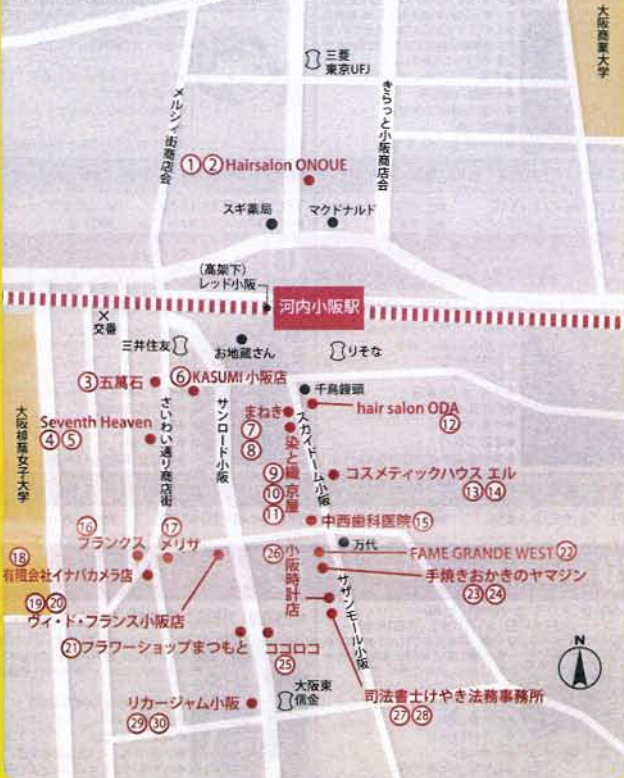 大阪商業大学
三菱
東京UFJ
メルシィ街商店会
きらっと小阪商店会
①②Hairsalon ONOUE
スギ薬局
マクドナルド
(高架下)
レッド小阪
河内小阪駅
×
交番
三井住友
お地蔵さん
りそな
③五萬石
⑥KASUMI 小阪店
千鳥饅頭
hair salon ODA
⑫
大阪樟蔭女子大学
Seventh Heaven
④⑤
さいわい通り商店街
サンロード小阪
まねき
⑦
⑧
スカイドーム小阪
染と織 京屋
⑨
⑩
⑪
コスメティックハウス エル
⑬⑭
中西歯科医院⑮
⑯
フランクス
⑰
メリサ
万代
FAME GRANDE WEST㉒
⑱
有限会社イナバカメラ店
㉖小阪時計店
手焼きおかきのヤマジン
㉓㉔
⑲⑳
ヴィ・ド・フランス小阪店
サザンモール小阪
㉑フラワーショップまつもと
ココロコ
㉕
N
リカージャム小阪
㉙㉚
大阪東
信金
司法書士けやき法務事務所
㉗㉘